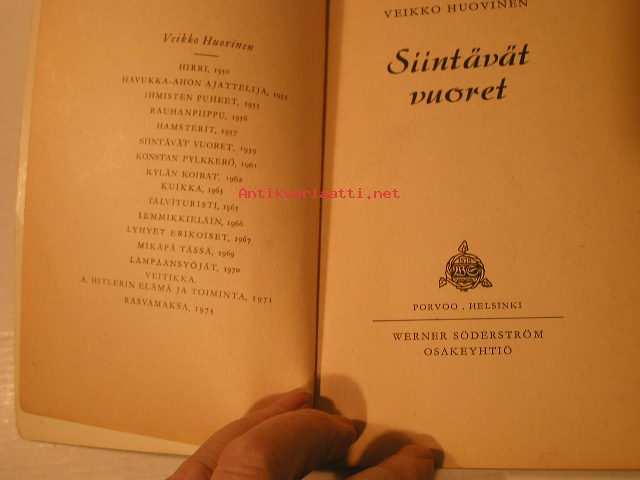 Veikko Huovinen
HIRRI, 1950
HAVUKKA-AHON AJATTELIJA, 1952
IHMISTEN PUHEET, 1955
RAUHANPIIPPU, 1956
HAMSTERIT, 1957
SIINTÄVÄT VUORET, 1959
KONSTAN PYLKKERÖ, 1961
KYLÄN KOIRAT, 1962
KUIKKA, 1963
TALVITURISTI, 1965
LEMMIKKIELÄIN, 1966
LYHYET ERIKOISET, 1967
MIKÄPÄ TÄSSÄ, 1969
LAMPAANSYÖJÄT, 1970
VEITIKKA.
A. HITLERIN ELÄMÄ JA TOIMINTA, 1971
RASVAMAKSA, 1973
VEIKKO HUOVINEN
Siintävät
vuoret
Antikvariaatti.net
PORVOO . HELSINKI
WERNER SÖDERSTRÖM
OSAKEYHTIÖ